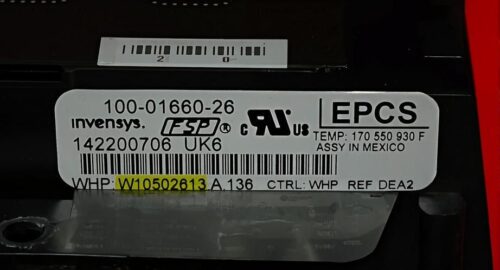 100-01660-26
invensys. FSP® c RU US
EPCS
142200706 UK6
TEMP: 170 550 930 F
ASSY IN MEXICO
WHP: W10502613 A 136 CTRL: WHP REF DEA2